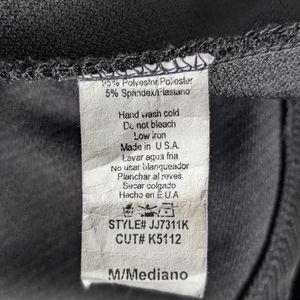 95% Polyester/Poliester
5% Spandex/Elastano
Hand wash cold
Do not bleach
Low iron
Made in U.S.A.
Lavar agua fria
No usar blanqueador
Planchar al reves
Secar colgado
Hecho en E.U.A
STYLE# JJ7311K
CUT# K5112
M/Mediano